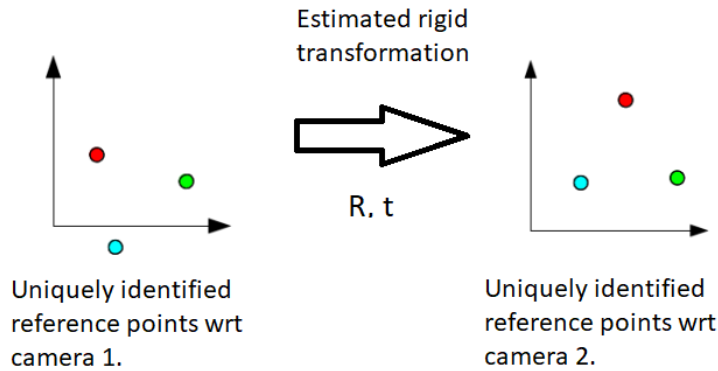 Estimated rigid
transformation
R, t
Uniquely identified
reference points wrt
camera 1.
Uniquely identified
reference points wrt
camera 2.